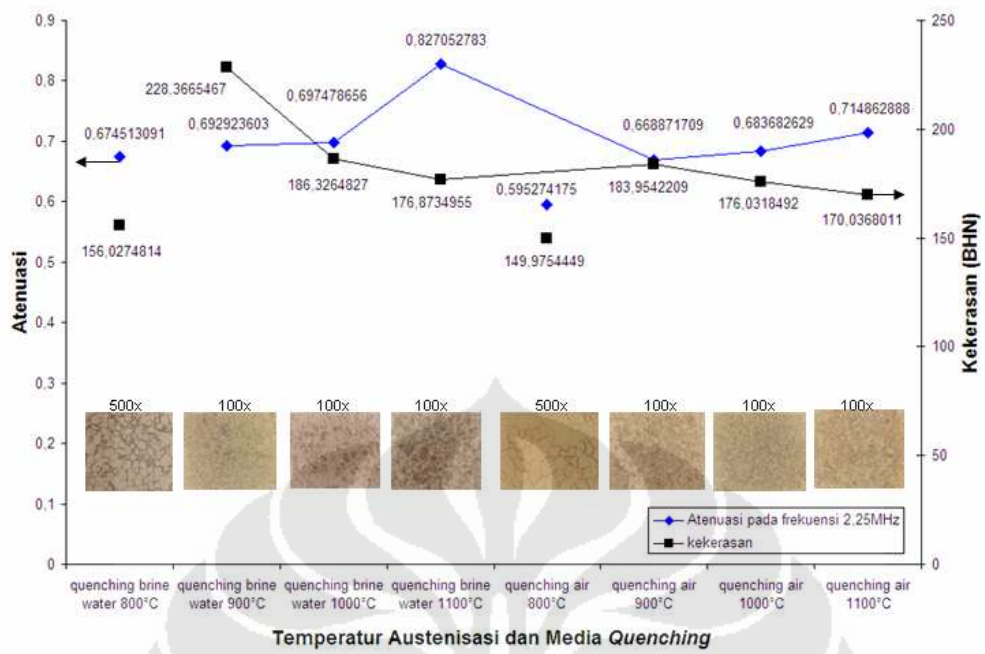 0,9
0,8
0,7
0,6
0,5
0,4
0,3
0,2
0,1
0
Atenuasi
250
200
150
100
50
0
Kekerasan (BHN)
0,827052783
228,3665467
0,697478656
0,674513091
0,692923603
0,668871709
0,683682629
0,714862888
186,3264827
176,8734955
0,595274175
183,9542209
176,0318492
170,0368011
156,0274814
149,9754449
500x
100x
100x
100x
500x
100x
100x
100x
Atenuasi pada frekuensi 2,25MHz
kekerasan
quenching brine
water 800°C
quenching brine
water 900°C
quenching brine
water 1000°C
quenching brine
water 1100°C
quenching air
800°C
quenching air
900°C
quenching air
1000°C
quenching air
1100°C
Temperatur Austenisasi dan Media Quenching